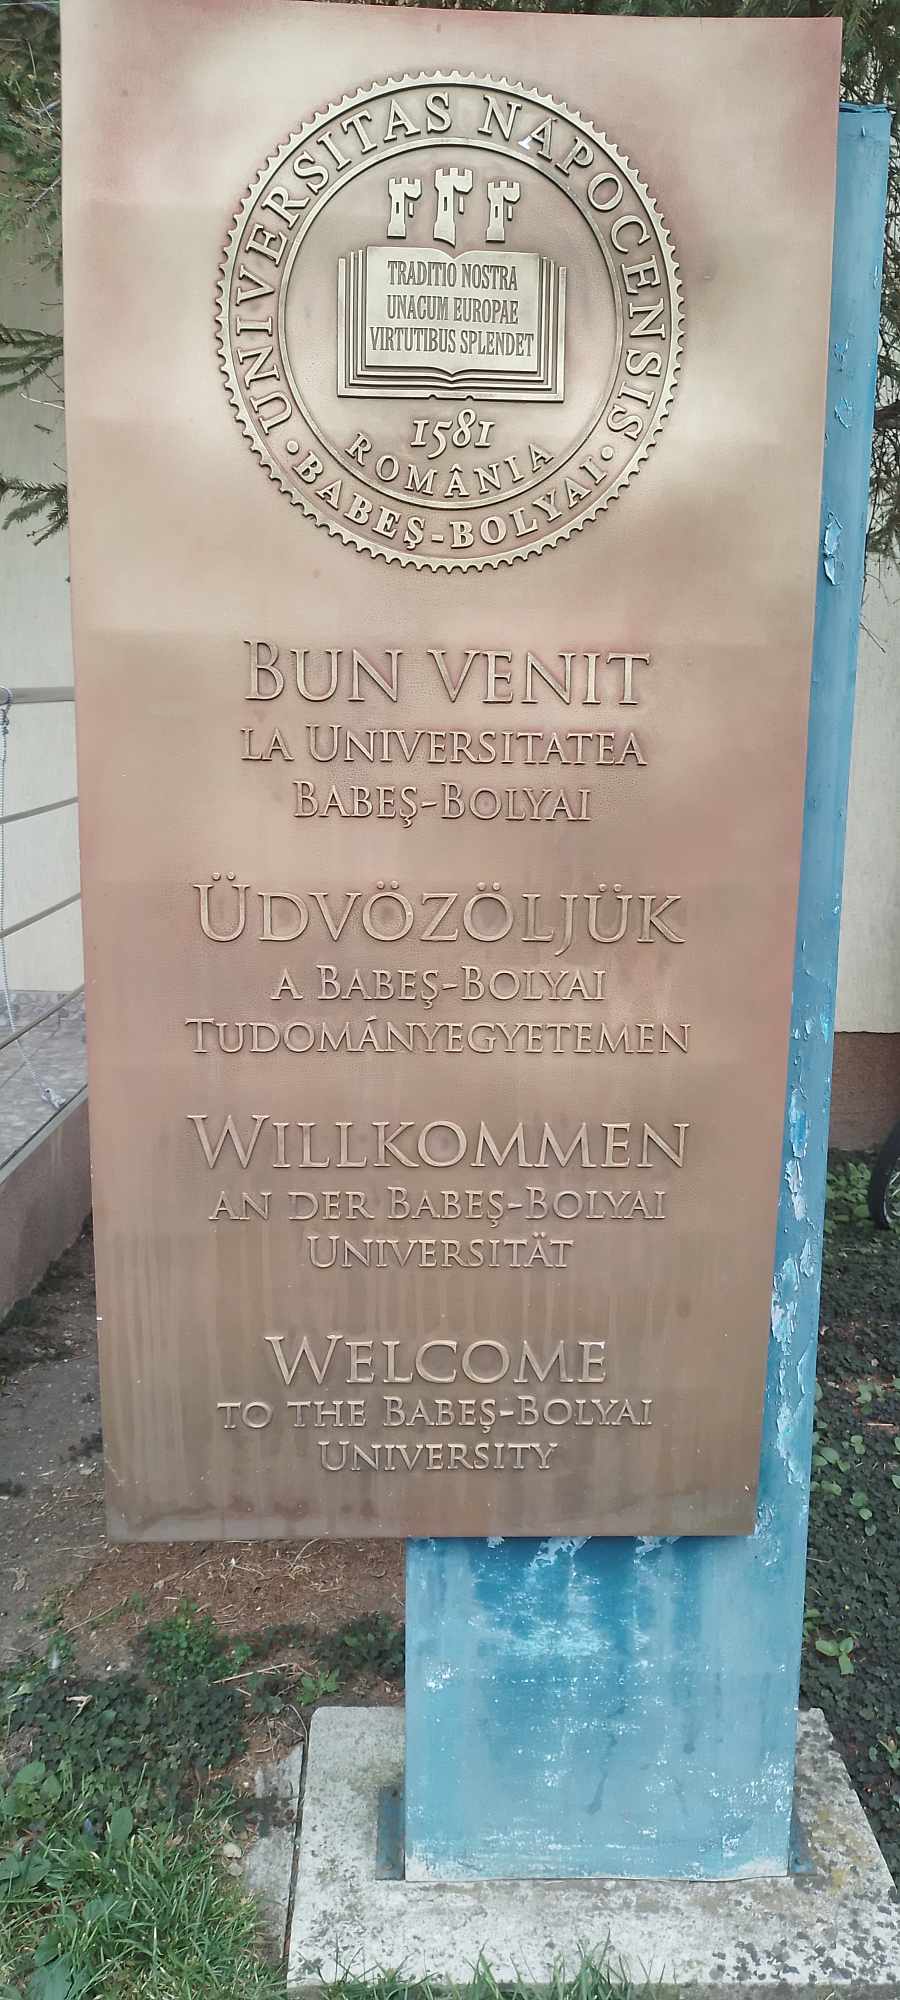 UNIVERSITAS NAPOCENSIS
TRADITIO NOSTRA
UNACUM EUROPAE
VIRTUTIBUS SPLENDET
1581
ROMÂNIA
· BABEŞ-BOLYAI ·
BUN VENIT
LA UNIVERSITATEA
BABEŞ-BOLYAI
ÜDVÖZÖLJÜK
A BABEŞ-BOLYAI
TUDOMÁNYEGYETEMEN
WILLKOMMEN
AN DER BABEŞ-BOLYAI
UNIVERSITÄT
WELCOME
TO THE BABEŞ-BOLYAI
UNIVERSITY